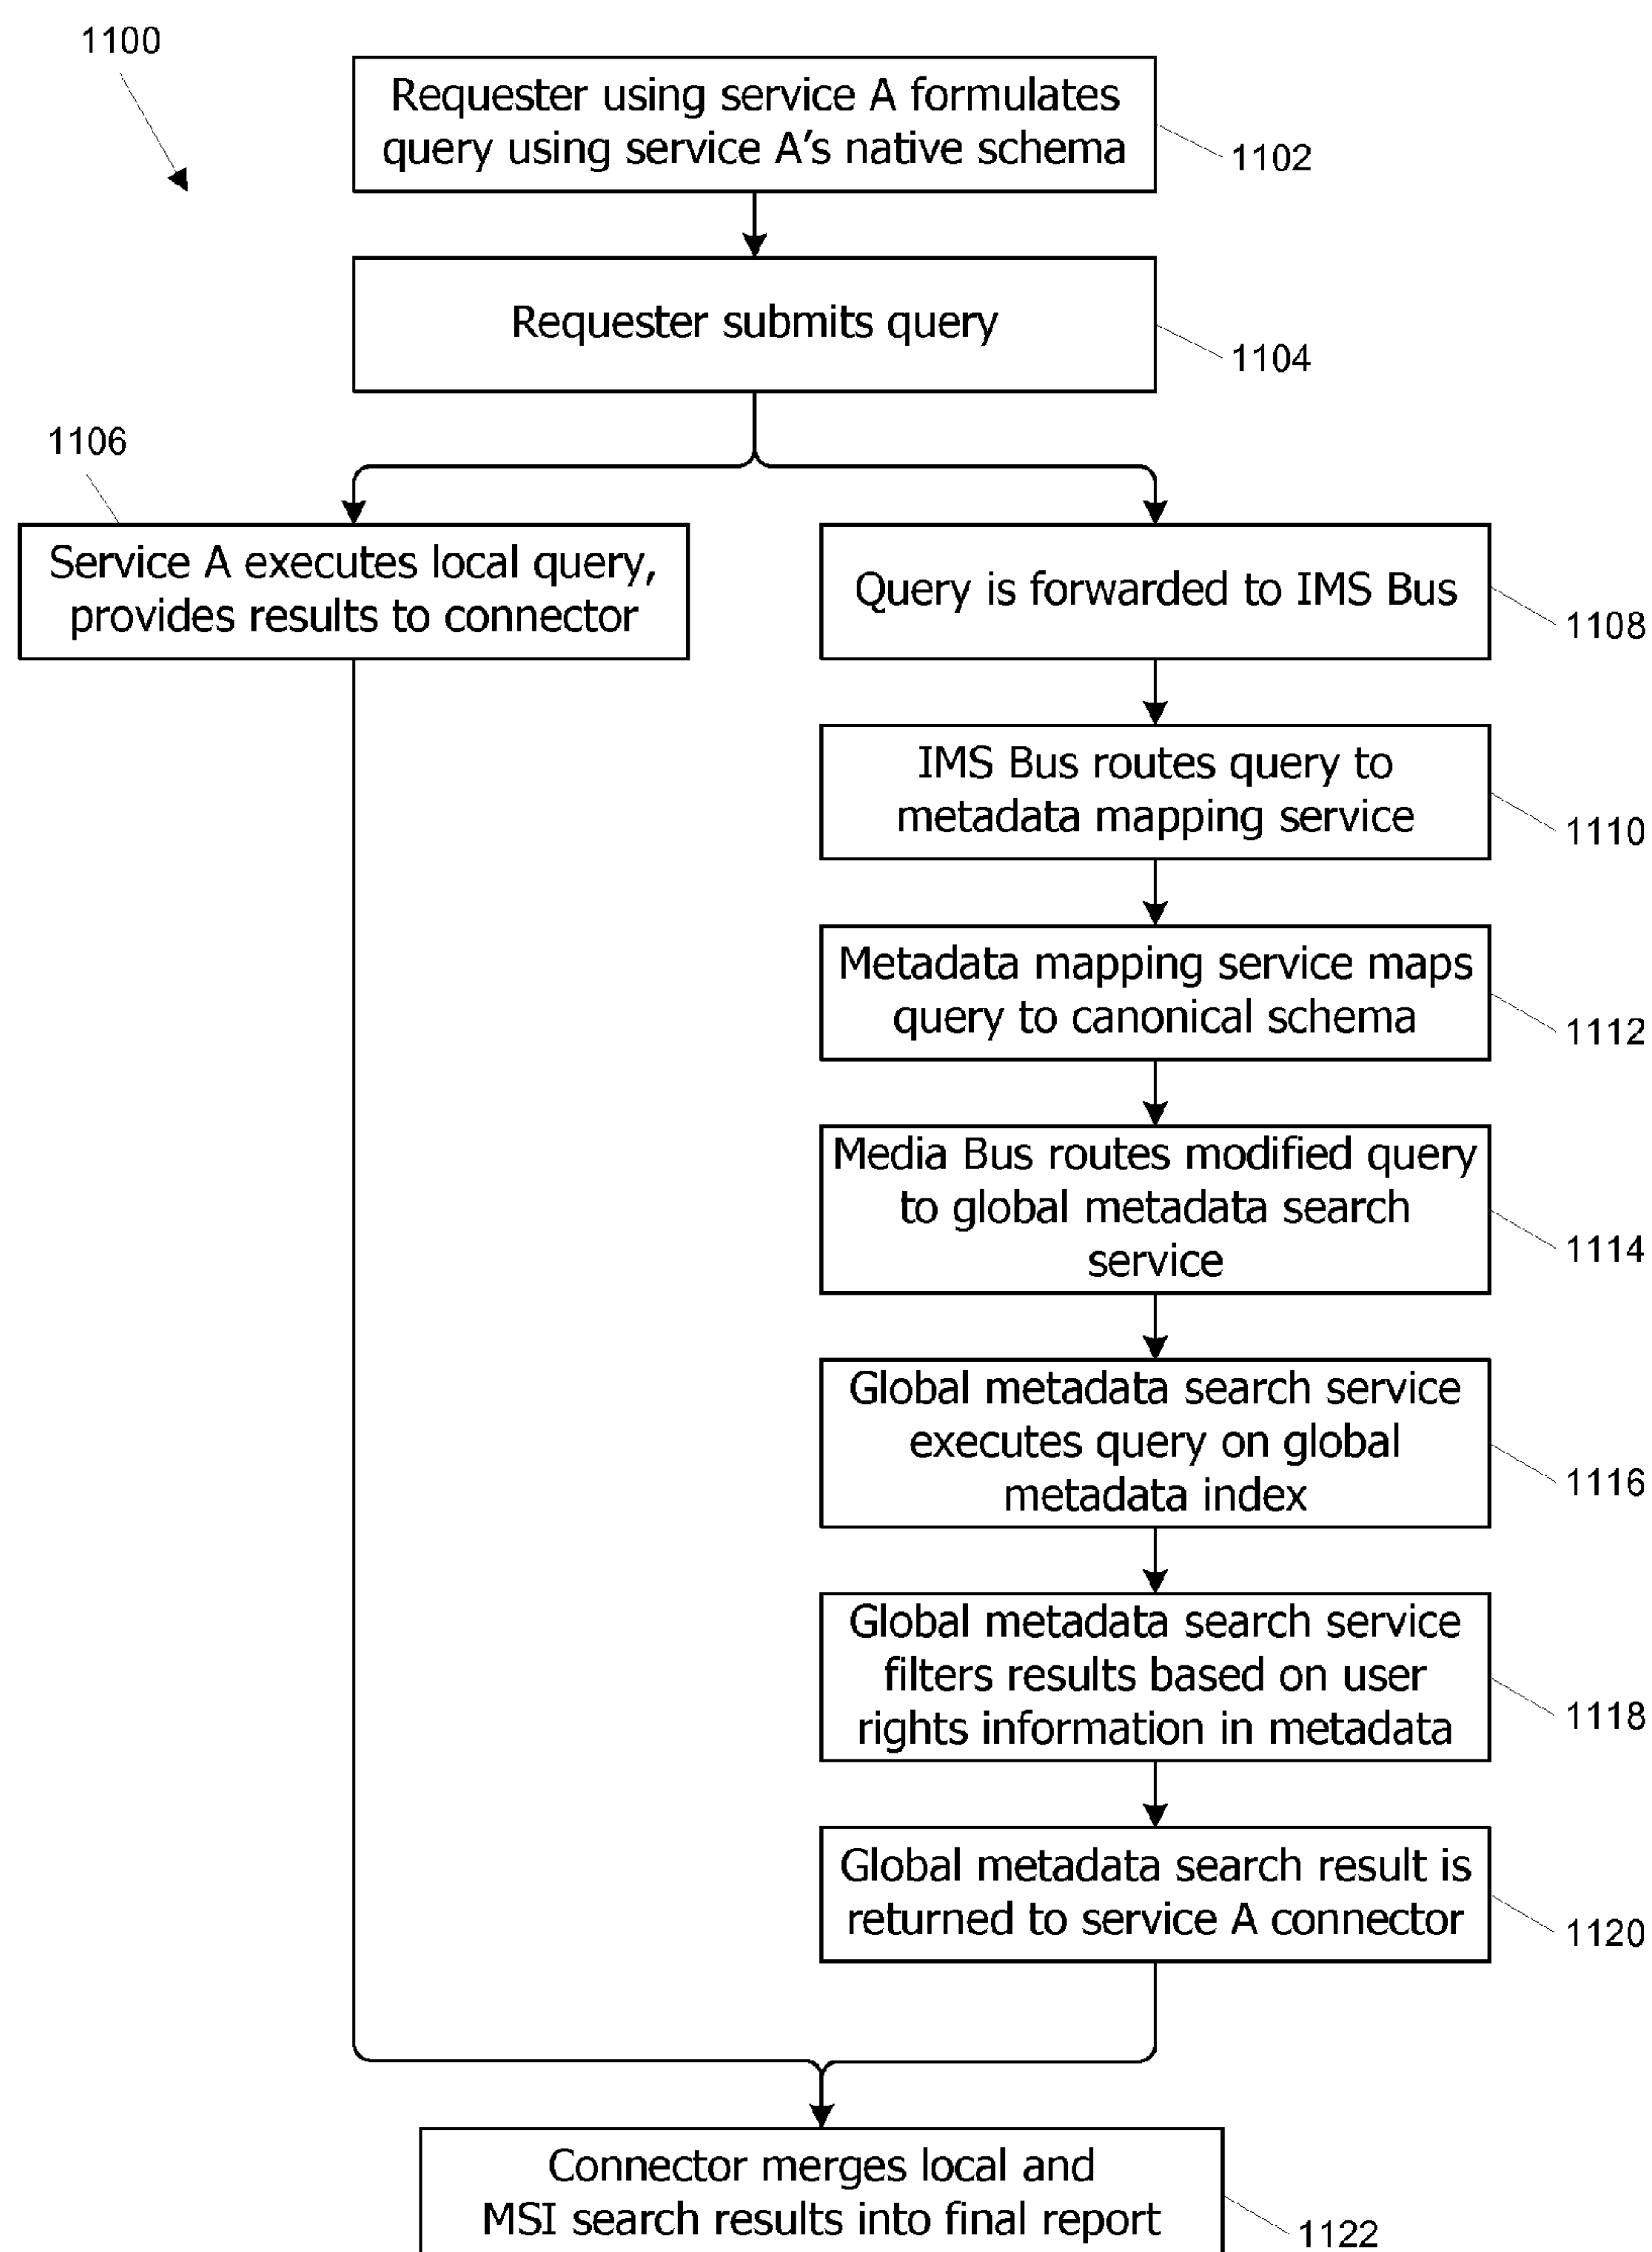 1100
Requester using service A formulates
query using service A's native schema
1102
Requester submits query
1104
1106
Service A executes local query,
provides results to connector
Query is forwarded to IMS Bus
1108
IMS Bus routes query to
metadata mapping service
1110
Metadata mapping service maps
query to canonical schema
1112
Media Bus routes modified query
to global metadata search
service
1114
Global metadata search service
executes query on global
metadata index
1116
Global metadata search service
filters results based on user
rights information in metadata
1118
Global metadata search result is
returned to service A connector
1120
Connector merges local and
MSI search results into final report
1122